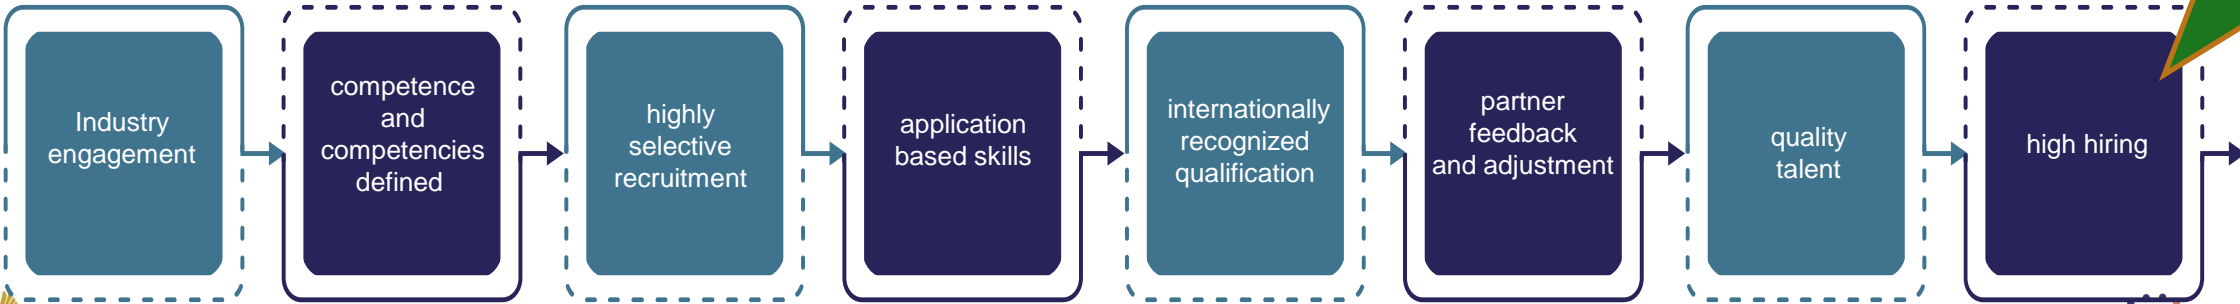 Industry
engagement
competence
and
competencies
defined
highly
selective
recruitment
application
based skills
internationally
recognized
qualification
partner
feedback
and adjustment
quality
talent
high hiring